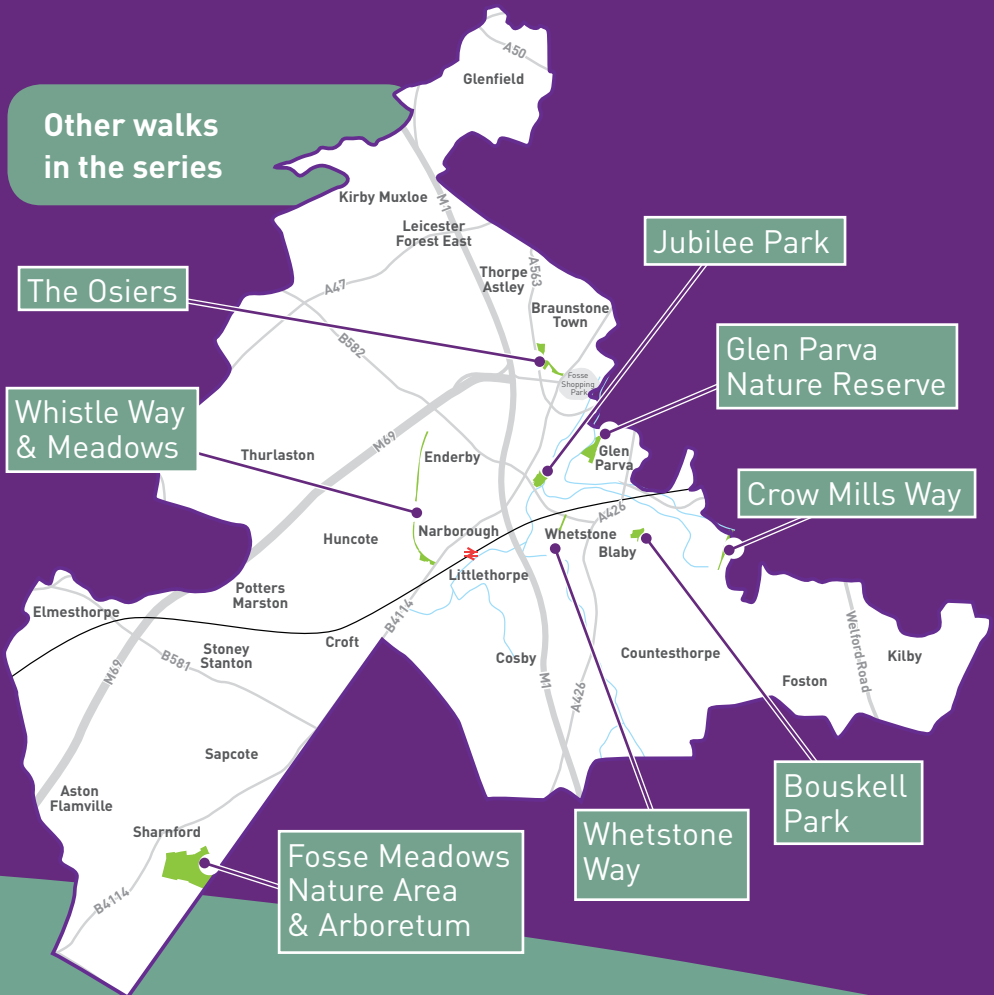 A50
Glenfield
Other walks
in the series
Kirby Muxloe
M1
Leicester
Forest East
Jubilee Park
The Osiers
A47
Thorpe
Astley
A563
Braunstone
Town
B582
Glen Parva
Nature Reserve
Fosse
Shopping
Park
Whistle Way
& Meadows
M69
Thurlaston
Enderby
Glen
Parva
Crow Mills Way
A426
Huncote
Narborough
Whetstone
Blaby
Littlethorpe
Potters
Marston
Elmesthorpe
B4114
Croft
Stoney
Stanton
B581
M69
Cosby
M1
A426
Countesthorpe
Welford Road
Kilby
Foston
Sapcote
Aston
Flamville
Sharnford
B4114
Bouskell
Park
Whetstone
Way
Fosse Meadows
Nature Area
& Arboretum